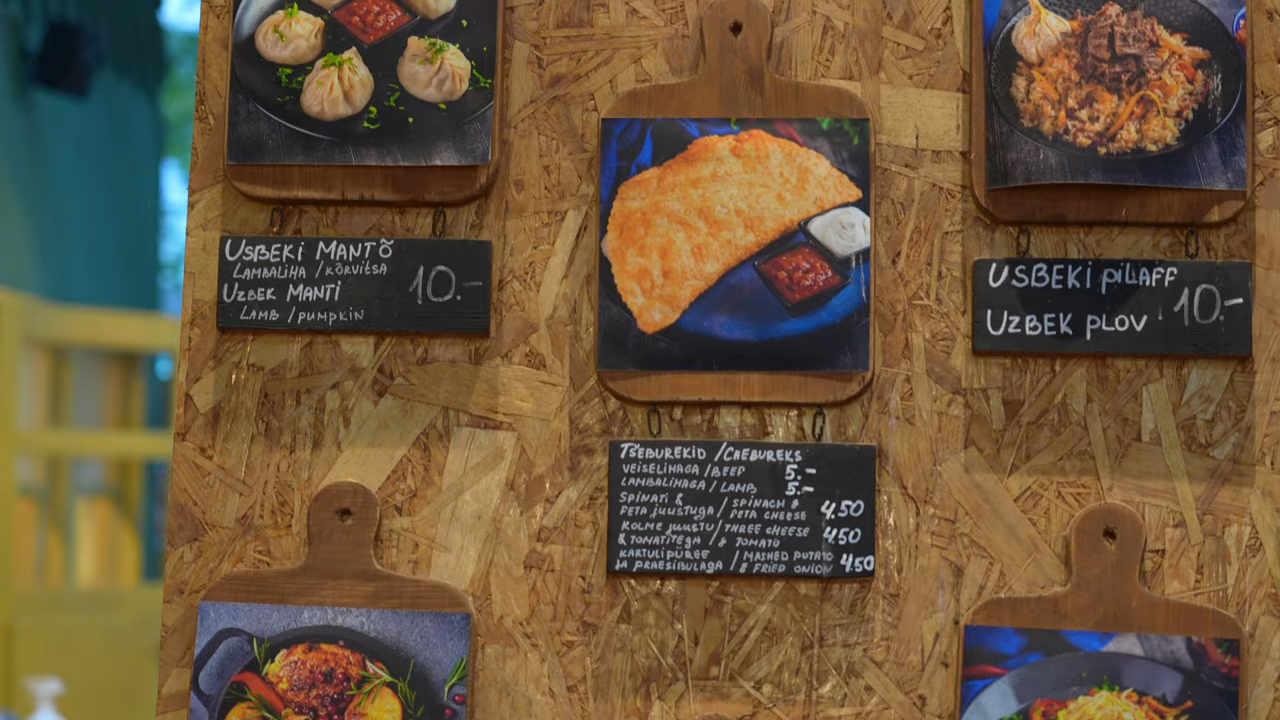 USBEKI MANTÕ
LAMBALIHA / KÕRVITSA
UZBEK MANTI
LAMB / PUMPKIN
10.-
TŠEBUREKID / CHEBUREKS
VEISELIHAGA / BEEF 5.-
LAMBALIHAGA / LAMB 5.-
SPINATI & / SPINACH &
FETA JUUSTUGA / FETA CHEESE 4,50
KOLME JUUSTU / THREE CHEESE
& TOMATITEGA & TOMATO 4,50
KARTULIPÜREE / MASHED POTATO
JA PRAESIBULAGA / & FRIED ONION 4.50
USBEKI PILAFF
UZBEK PLOV
10.-